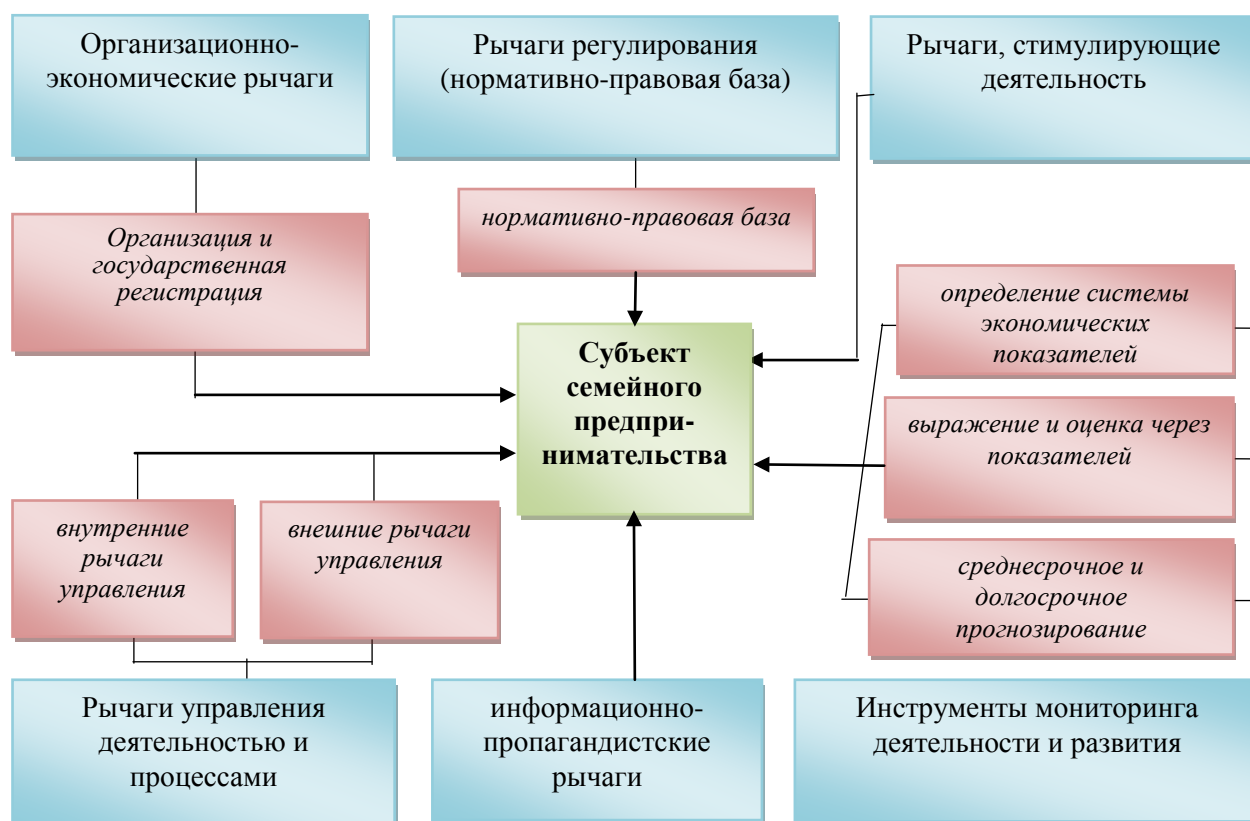 Организационно-
экономические рычаги
Рычаги регулирования
(нормативно-правовая база)
Рычаги, стимулирующие
деятельность
Организация и
государственная
регистрация
нормативно-правовая база
определение системы
экономических
показателей
Субъект
семейного
предпри-
нимательства
выражение и оценка через
показателей
внутренние
рычаги
управления
внешние рычаги
управления
среднесрочное и
долгосрочное
прогнозирование
Рычаги управления
деятельностью и
процессами
информационно-
пропагандистские
рычаги
Инструменты мониторинга
деятельности и развития